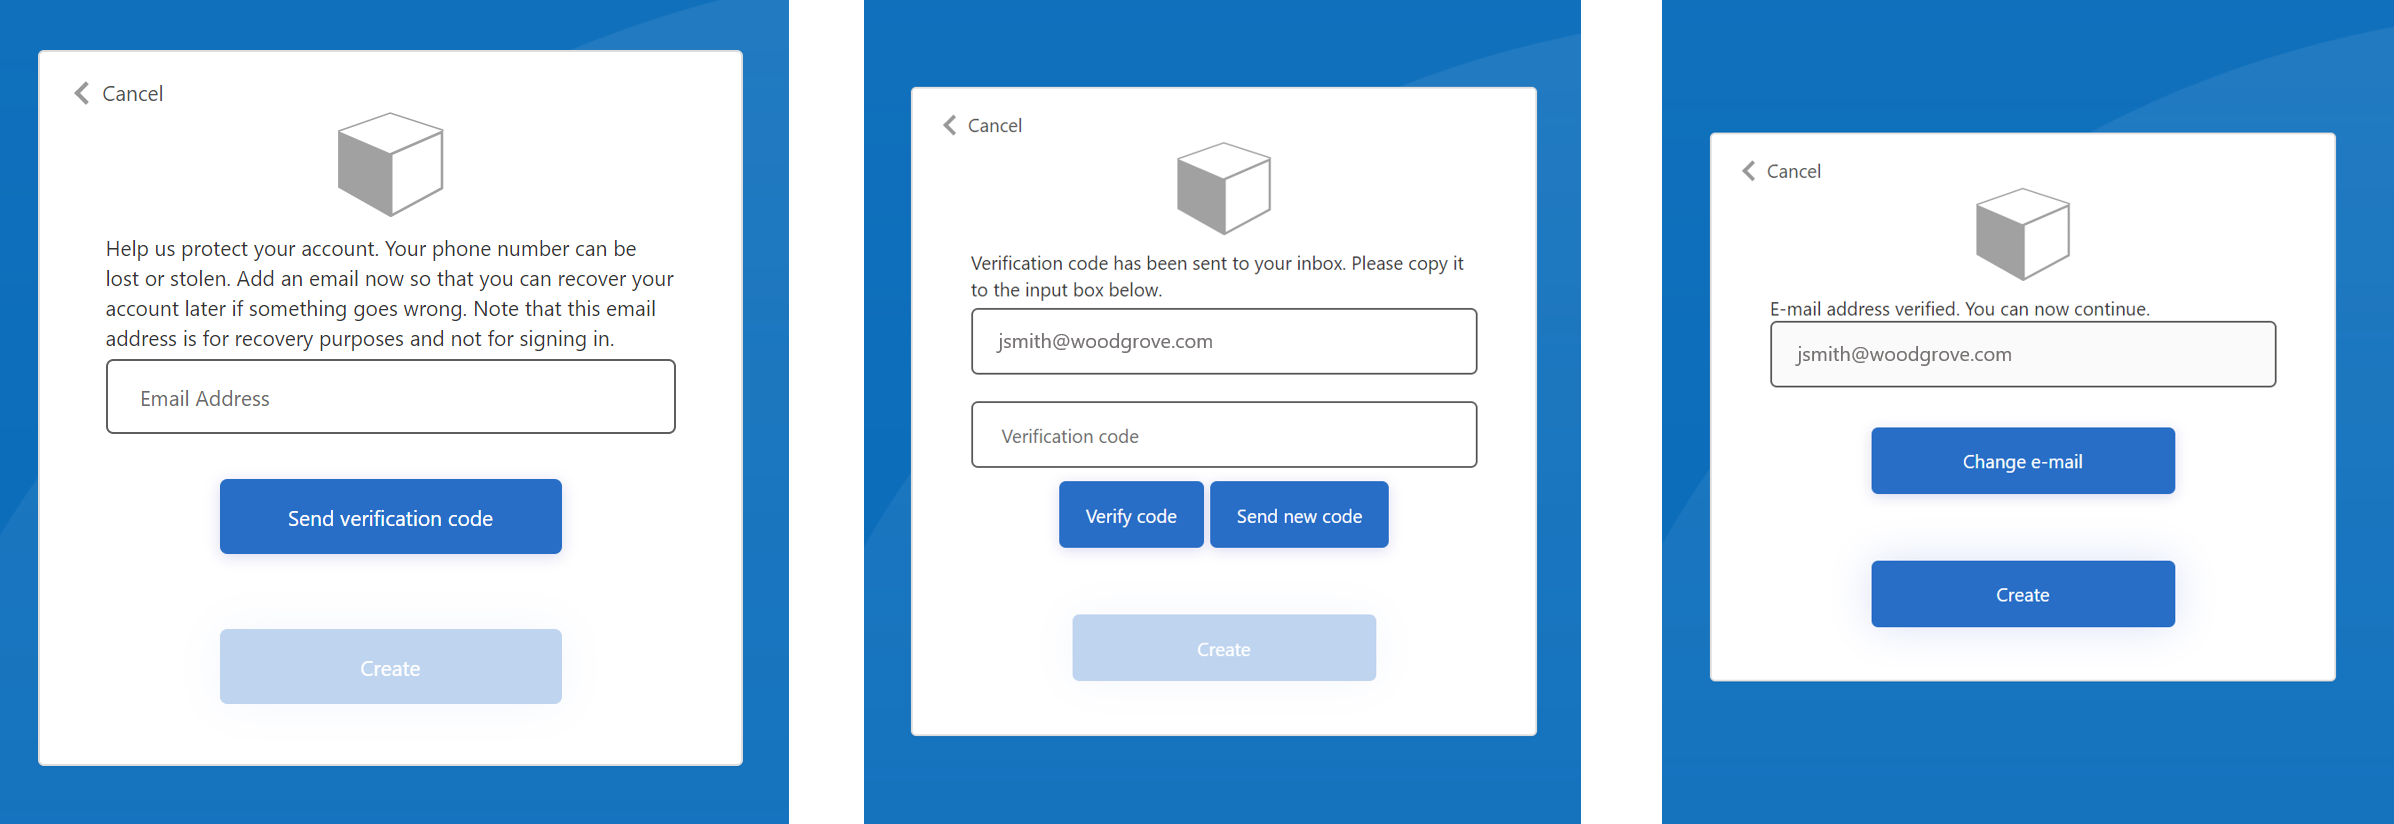 Cancel
Help us protect your account. Your phone number can be
lost or stolen. Add an email now so that you can recover your
account later if something goes wrong. Note that this email
address is for recovery purposes and not for signing in.
Email Address
Send verification code
Create
Cancel
Verification code has been sent to your inbox. Please copy it
to the input box below.
jsmith@woodgrove.com
Verification code
Verify code
Send new code
Create
Cancel
E-mail address verified. You can now continue.
jsmith@woodgrove.com
Change e-mail
Create